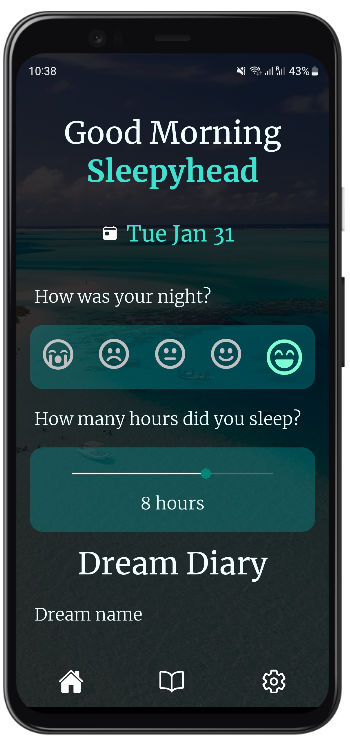 10:38
43%
Good Morning
Sleepyhead
Tue Jan 31
How was your night?
How many hours did you sleep?
8 hours
Dream Diary
Dream name